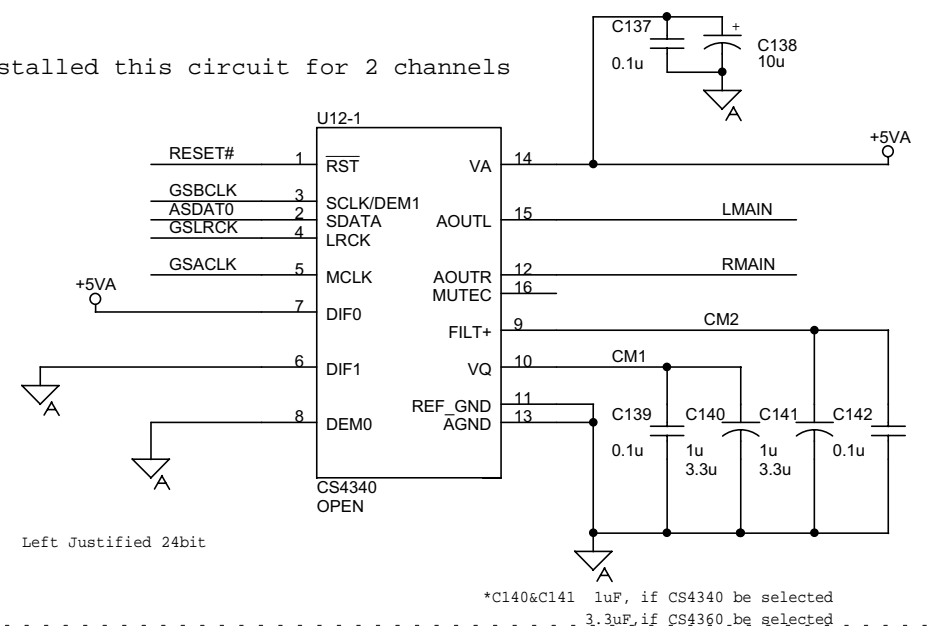 C137
0.1u
+
C138
10u
A
stalled this circuit for 2 channels
U12-1
+5VA
RESET# 1 RST VA 14
GSBCLK 3 SCLK/DEM1
ASDAT0 2 SDATA AOUTL 15 LMAIN
GSLRCK 4 LRCK
GSACLK 5 MCLK AOUTR 12 RMAIN
MUTEC 16
+5VA
7 DIF0 FILT+ 9 CM2
6 DIF1 VQ 10 CM1
A
REF_GND 11
8 DEM0 AGND 13
A
C139 C140 C141 C142
0.1u 1u 1u 0.1u
3.3u 3.3u
CS4340
OPEN
Left Justified 24bit
A
*C140&C141 1uF, if CS4340 be selected
3.3uF,if CS4360 be selected